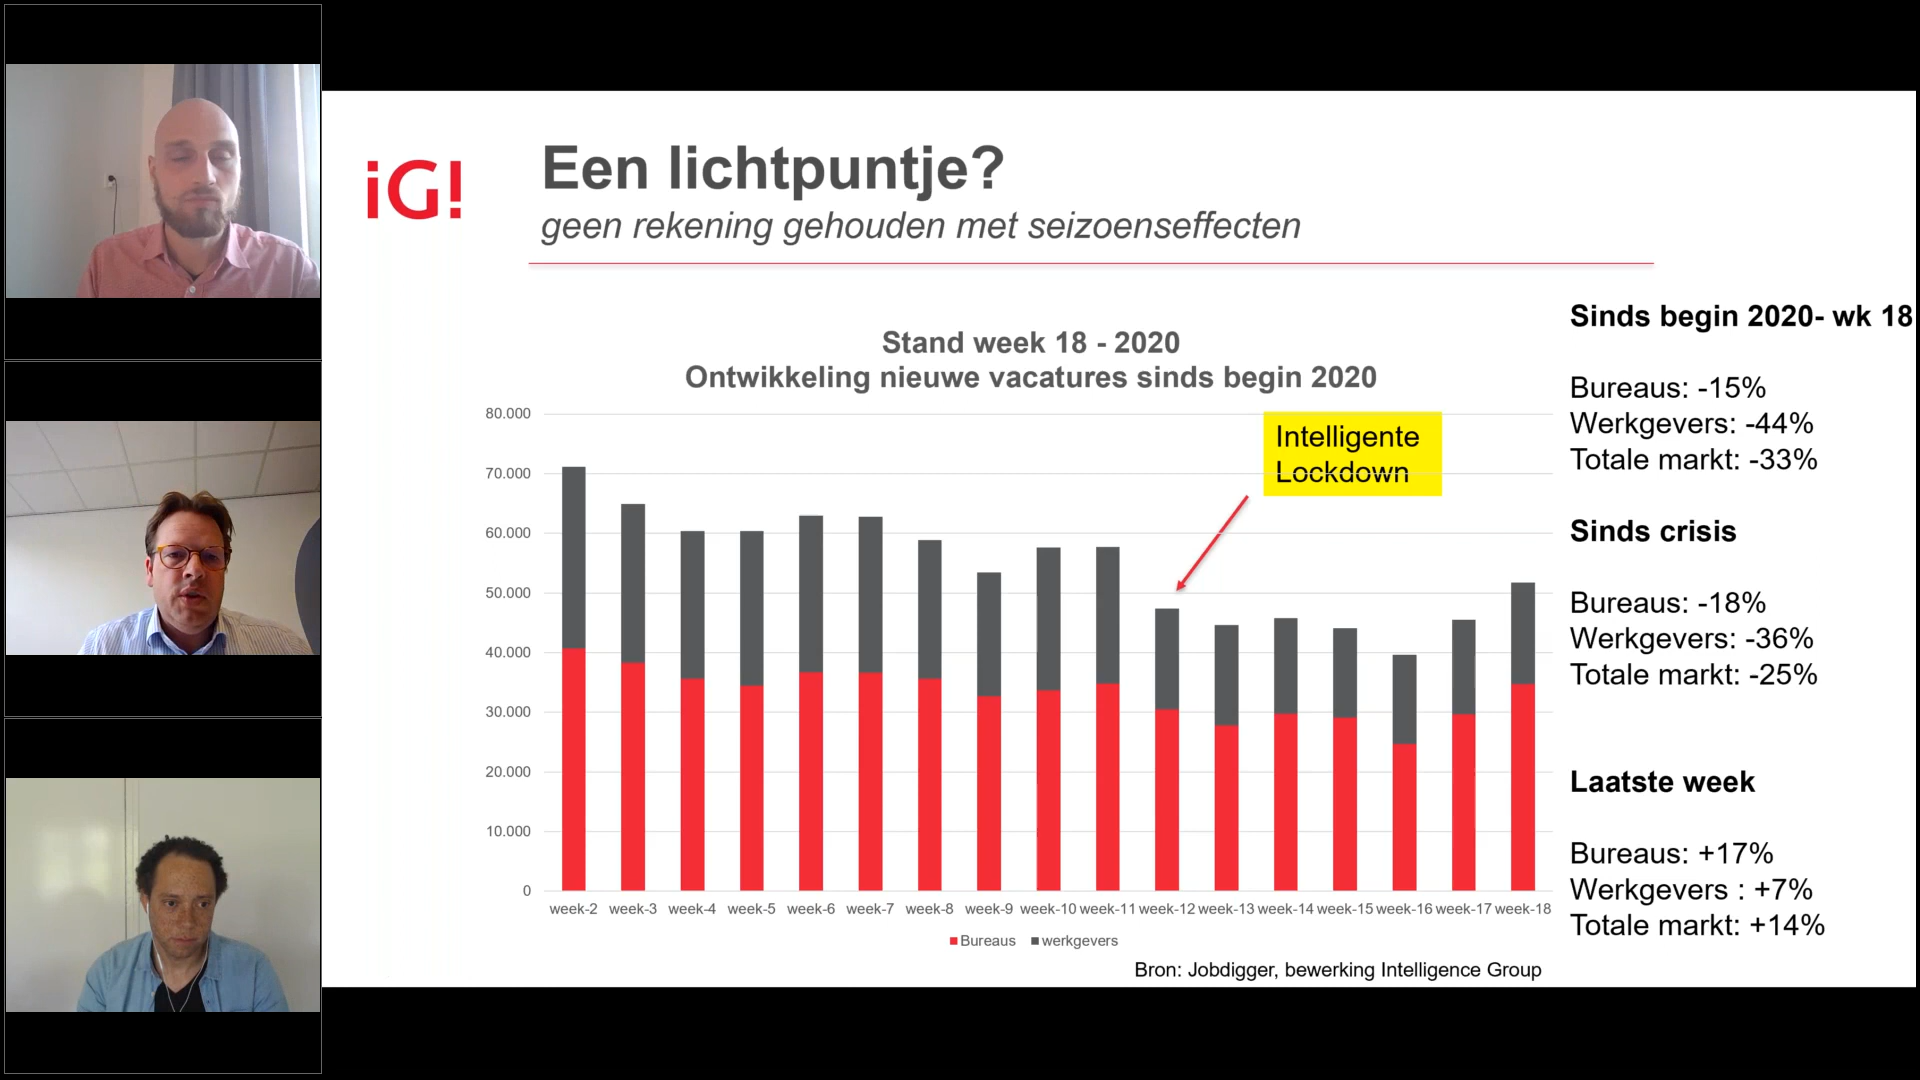 iG!
Een lichtpuntje?
geen rekening gehouden met seizoenseffecten
Stand week 18 - 2020
Ontwikkeling nieuwe vacatures sinds begin 2020
80.000
70.000
60.000
50.000
40.000
30.000
20.000
10.000
0
Intelligente
Lockdown
week-2 week-3 week-4 week-5 week-6 week-7 week-8 week-9 week-10 week-11 week-12 week-13 week-14 week-15 week-16 week-17 week-18
Bureaus werkgevers
Bron: Jobdigger, bewerking Intelligence Group
Sinds begin 2020- wk 18
Bureaus: -15%
Werkgevers: -44%
Totale markt: -33%
Sinds crisis
Bureaus: -18%
Werkgevers: -36%
Totale markt: -25%
Laatste week
Bureaus: +17%
Werkgevers : +7%
Totale markt: +14%